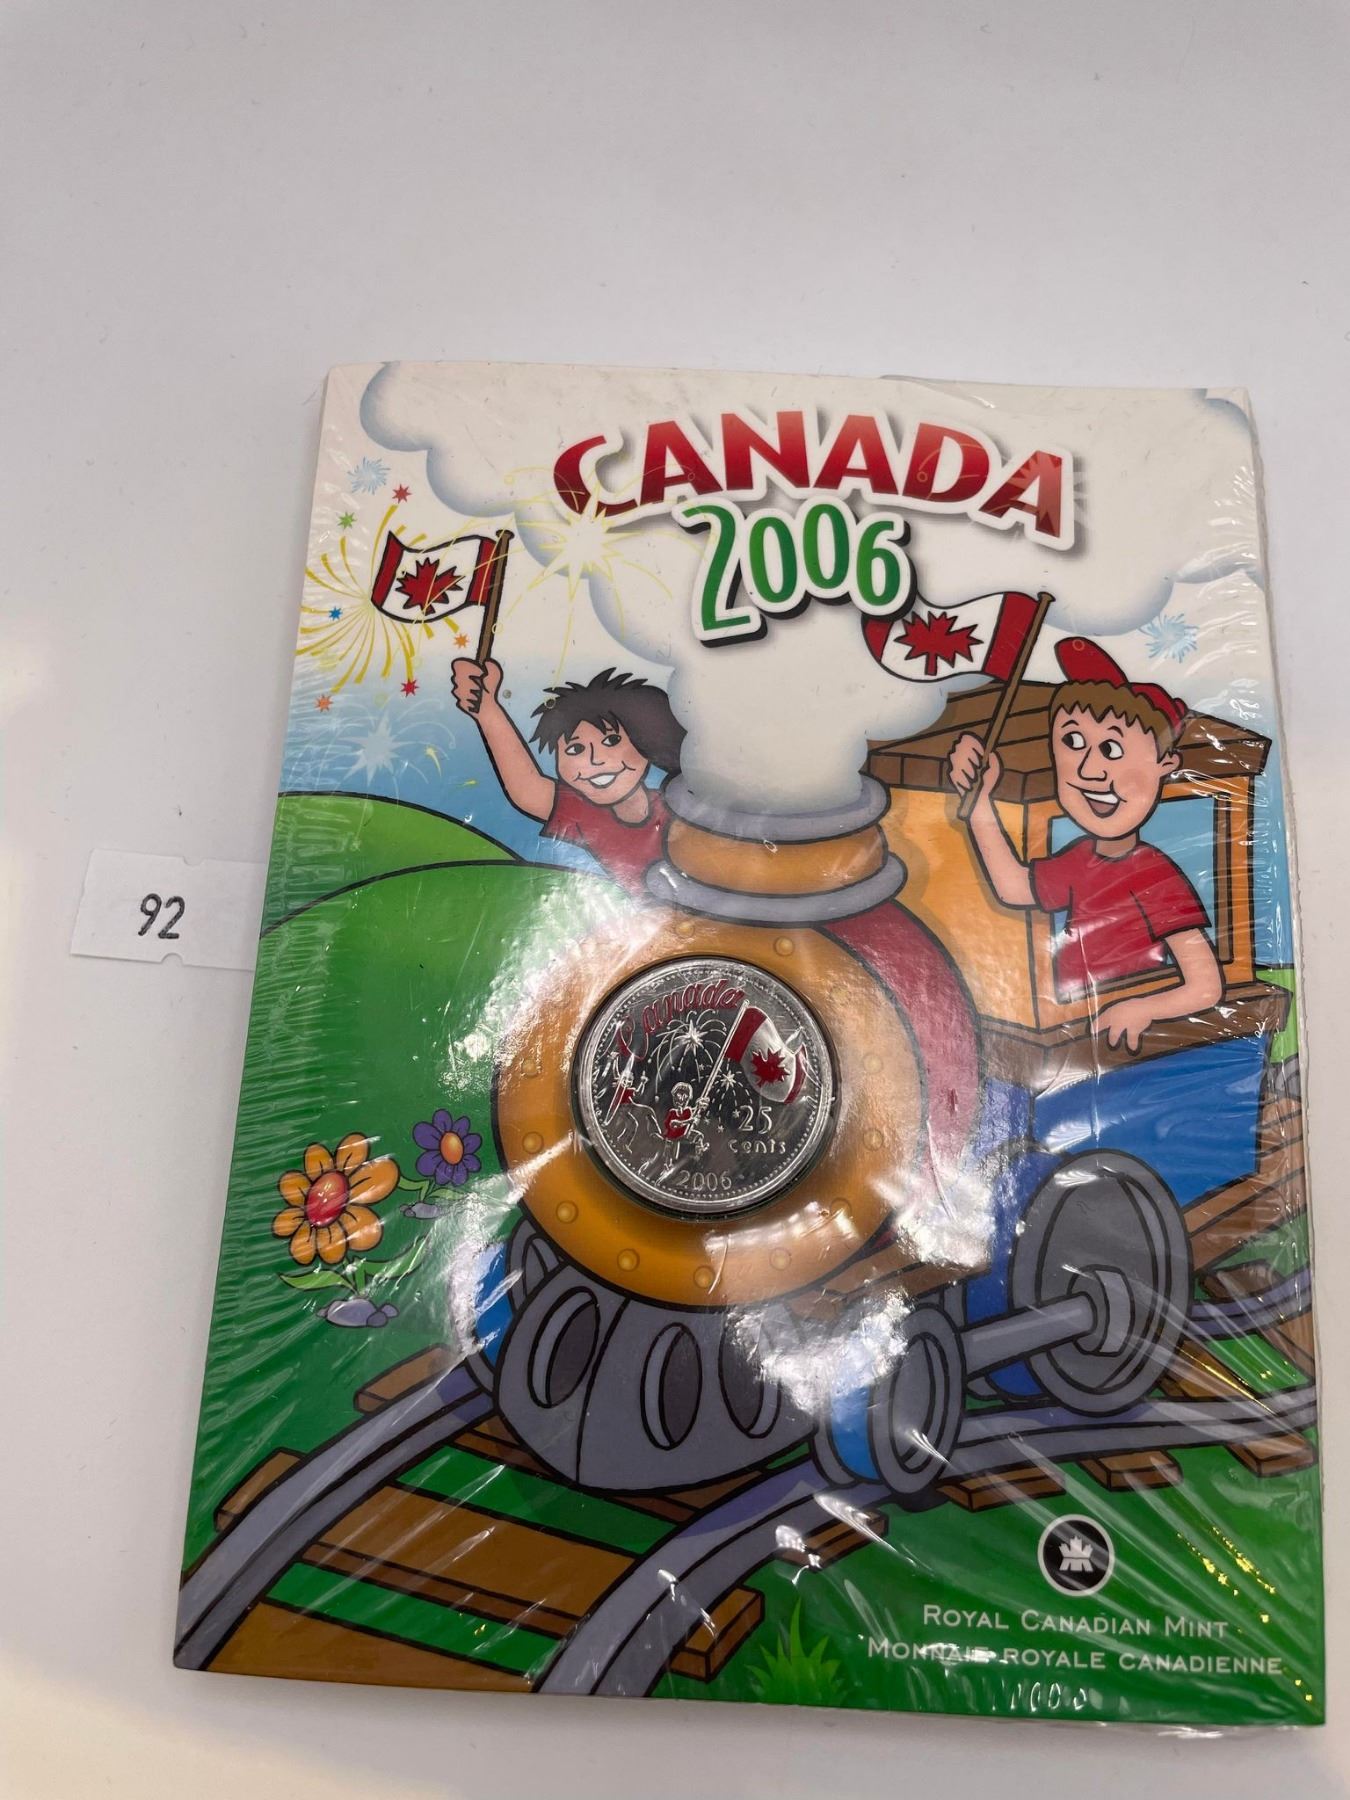 CANADA
2006
92
Canada
25
cents
2006
ROYAL CANADIAN MINT
MONNAIE ROYALE CANADIENNE